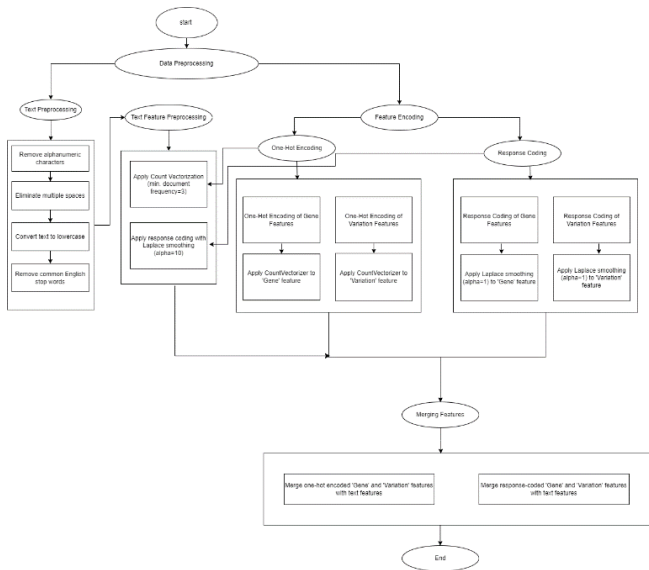 start
Data Preprocessing
Text Preprocessing
Text Feature Preprocessing
Feature Encoding
One-Hot Encoding
Response Coding
Remove alphanumeric
characters
Eliminate multiple spaces
Convert text to lowercase
Remove common English
stop words
Apply Count Vectorization
(min. document
frequency=3)
Apply response coding with
Laplace smoothing
(alpha=10)
One-Hot Encoding of Gene
Features
One-Hot Encoding of
Variation Features
Apply CountVectorizer to
'Gene' feature
Apply CountVectorizer to
'Variation' feature
Response Coding of Gene
Features
Response Coding of
Variation Features
Apply Laplace smoothing
(alpha=1) to 'Gene' feature
Apply Laplace smoothing
(alpha=1) to 'Variation'
feature
Merging Features
Merge one-hot encoded 'Gene' and 'Variation' features
with text features
Merge response-coded 'Gene' and 'Variation' features
with text features
End